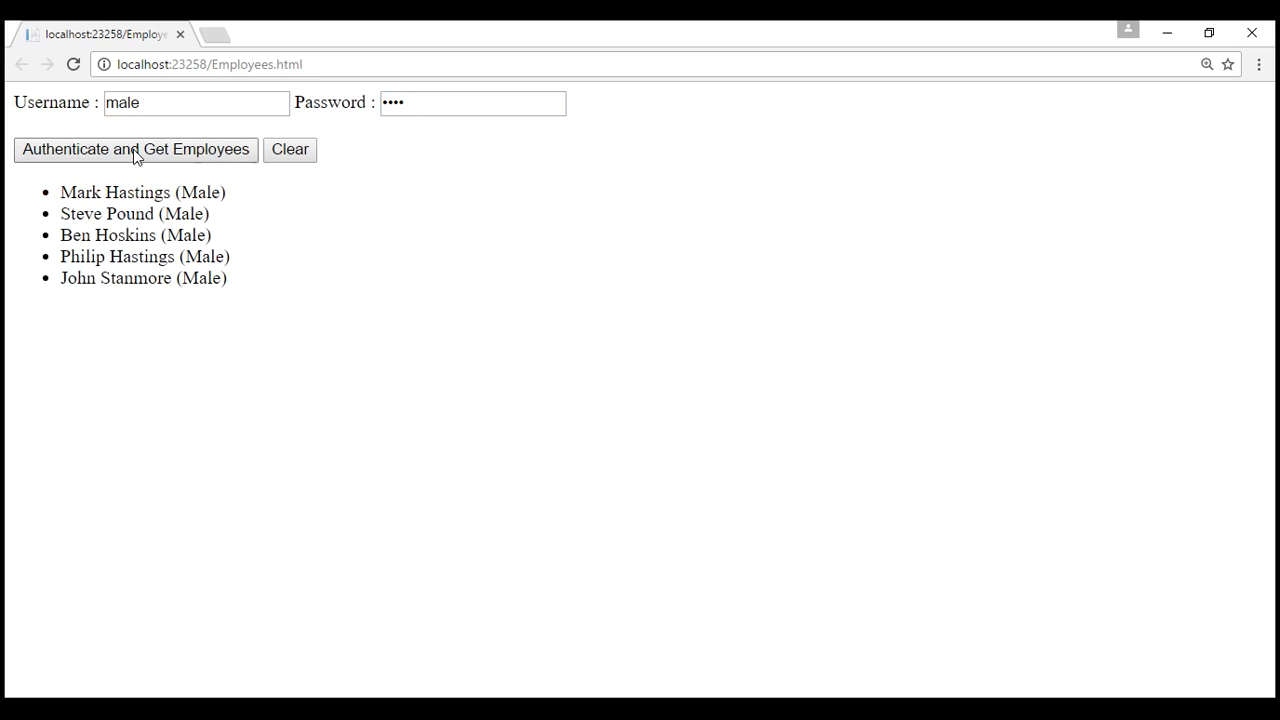 localhost:23258/Employe
localhost:23258/Employees.html
Username : male Password : ••••
Authenticate and Get Employees Clear
• Mark Hastings (Male)
• Steve Pound (Male)
• Ben Hoskins (Male)
• Philip Hastings (Male)
• John Stanmore (Male)